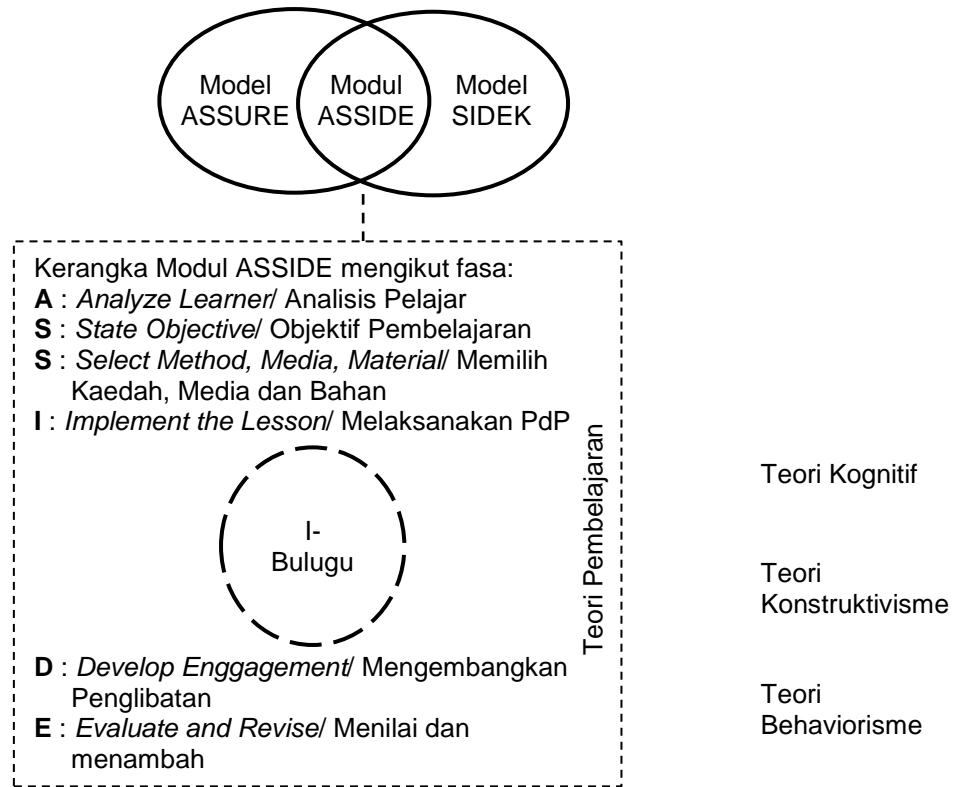 Model
ASSURE
Modul
ASSIDE
Model
SIDEK
Kerangka Modul ASSIDE mengikut fasa:
A : Analyze Learner/ Analisis Pelajar
S : State Objective/ Objektif Pembelajaran
S : Select Method, Media, Material/ Memilih
Kaedah, Media dan Bahan
I : Implement the Lesson/ Melaksanakan PdP
I-
Bulugu
D : Develop Enggagement/ Mengembangkan
Penglibatan
E : Evaluate and Revise/ Menilai dan
menambah
Teori Pembelajaran
Teori Kognitif
Teori
Konstruktivisme
Teori
Behaviorisme